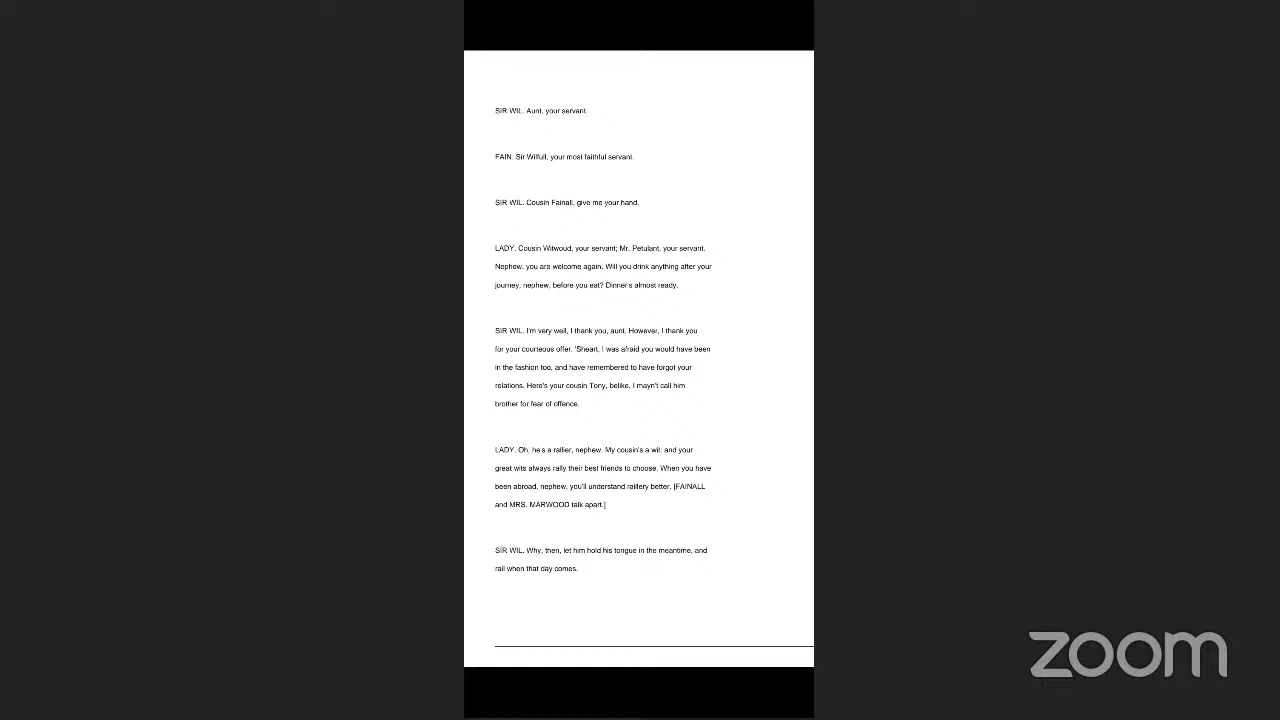 SIR WIL. Aunt, your servant.
FAIN. Sir Wilfull, your most faithful servant.
SIR WIL. Cousin Fainall, give me your hand.
LADY. Cousin Witwoud, your servant; Mr. Petulant, your servant.
Nephew, you are welcome again. Will you drink anything after your
journey, nephew, before you eat? Dinner's almost ready.
SIR WIL. I'm very well, I thank you, aunt. However, I thank you
for your courteous offer. 'Sheart, I was afraid you would have been
in the fashion too, and have remembered to have forgot your
relations. Here's your cousin Tony, belike, I mayn't call him
brother for fear of offence.
LADY. Oh, he's a rallier, nephew. My cousin's a wit: and your
great wits always rally their best friends to choose. When you have
been abroad, nephew, you'll understand raillery better. [FAINALL
and MRS. MARWOOD talk apart.]
SIR WIL. Why, then, let him hold his tongue in the meantime, and
rail when that day comes.
zoom